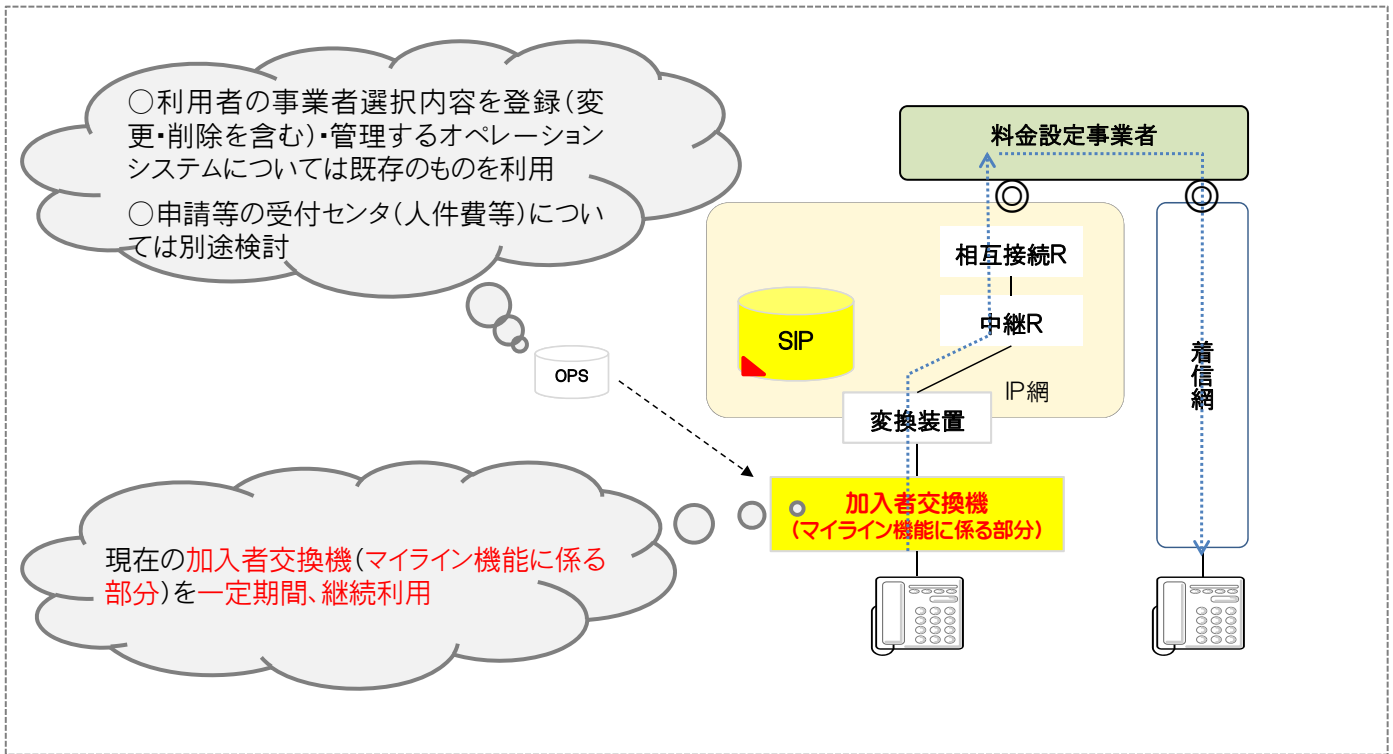 ○利用者の事業者選択内容を登録(変
更・削除を含む)・管理するオペレーション
システムについては既存のものを利用
○申請等の受付センタ(人件費等)につい
ては別途検討
料金設定事業者
相互接続R
中継R
SIP
IP網
着信網
OPS
変換装置
加入者交換機
(マイライン機能に係る部分)
現在の加入者交換機(マイライン機能に係る
部分)を一定期間、継続利用